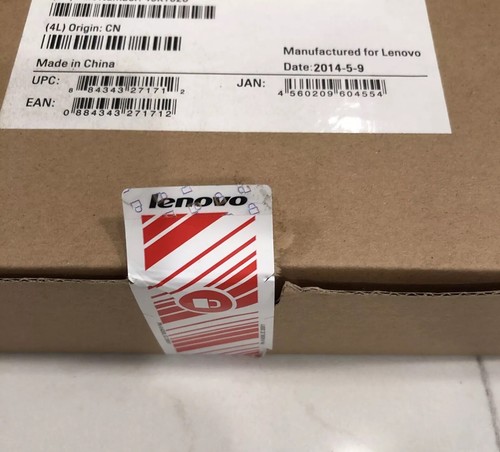 (4L) Origin: CN
Made in China
Manufactured for Lenovo
Date:2014-5-9
UPC: 8 84343 27171 2
JAN: 4 560209 604554
EAN: 0 884343 271712
lenovo